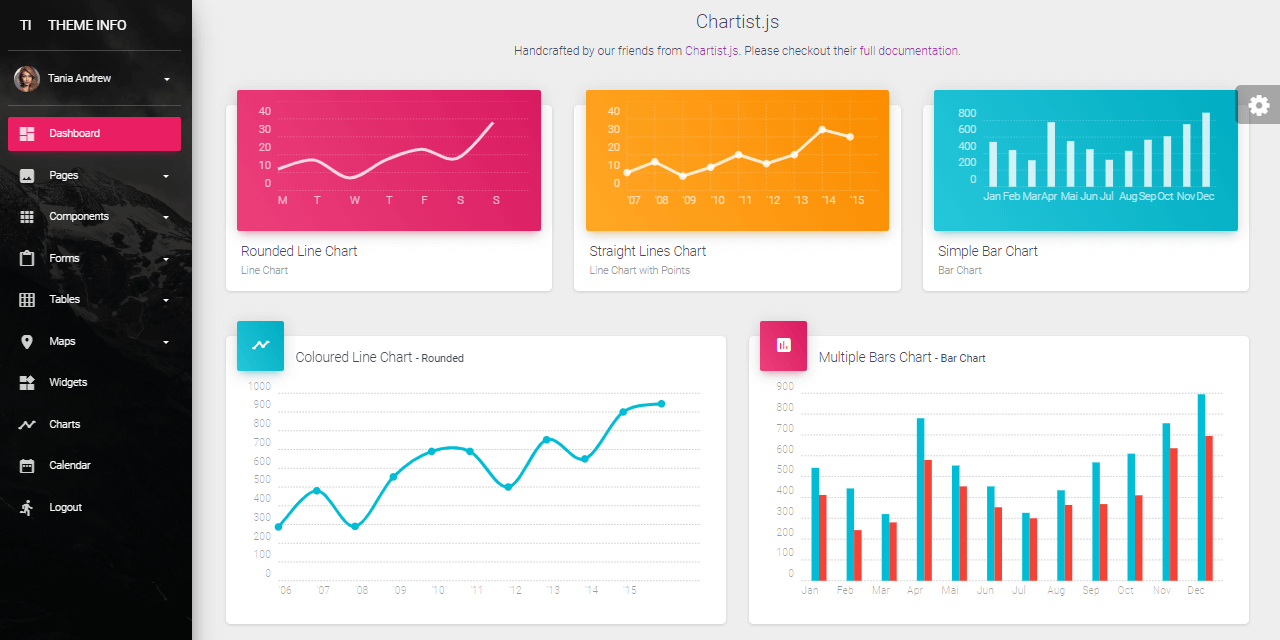 TI THEME INFO
Tania Andrew
Dashboard
Pages
Components
Forms
Tables
Maps
Widgets
Charts
Calendar
Logout
Chartist.js
Handcrafted by our friends from Chartist.js. Please checkout their full documentation.
40
30
20
10
0
M T W T F S S
Rounded Line Chart
Line Chart
40
30
20
10
0
'07 '08 '09 '10 '11 '12 '13 '14 '15
Straight Lines Chart
Line Chart with Points
800
600
400
200
0
Jan Feb Mar Apr Mai Jun Jul Aug Sep Oct Nov Dec
Simple Bar Chart
Bar Chart
Coloured Line Chart - Rounded
1000
900
800
700
600
500
400
300
200
100
0
'06 '07 '08 '09 '10 '11 '12 '13 '14 '15
Multiple Bars Chart - Bar Chart
900
800
700
600
500
400
300
200
100
0
Jan Feb Mar Apr Mai Jun Jul Aug Sep Oct Nov Dec